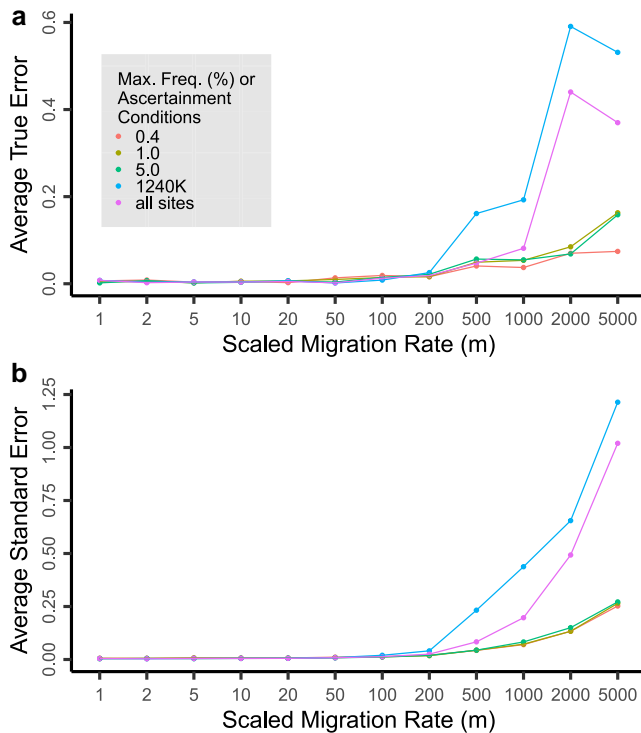 a
Average True Error
0.6
0.4
0.2
0.0
Max. Freq. (%) or
Ascertainment
Conditions
0.4
1.0
5.0
1240K
all sites
1 2 5 10 20 50 100 200 500 1000 2000 5000
Scaled Migration Rate (m)
b
Average Standard Error
1.25
1.00
0.75
0.50
0.25
0.00
1 2 5 10 20 50 100 200 500 1000 2000 5000
Scaled Migration Rate (m)